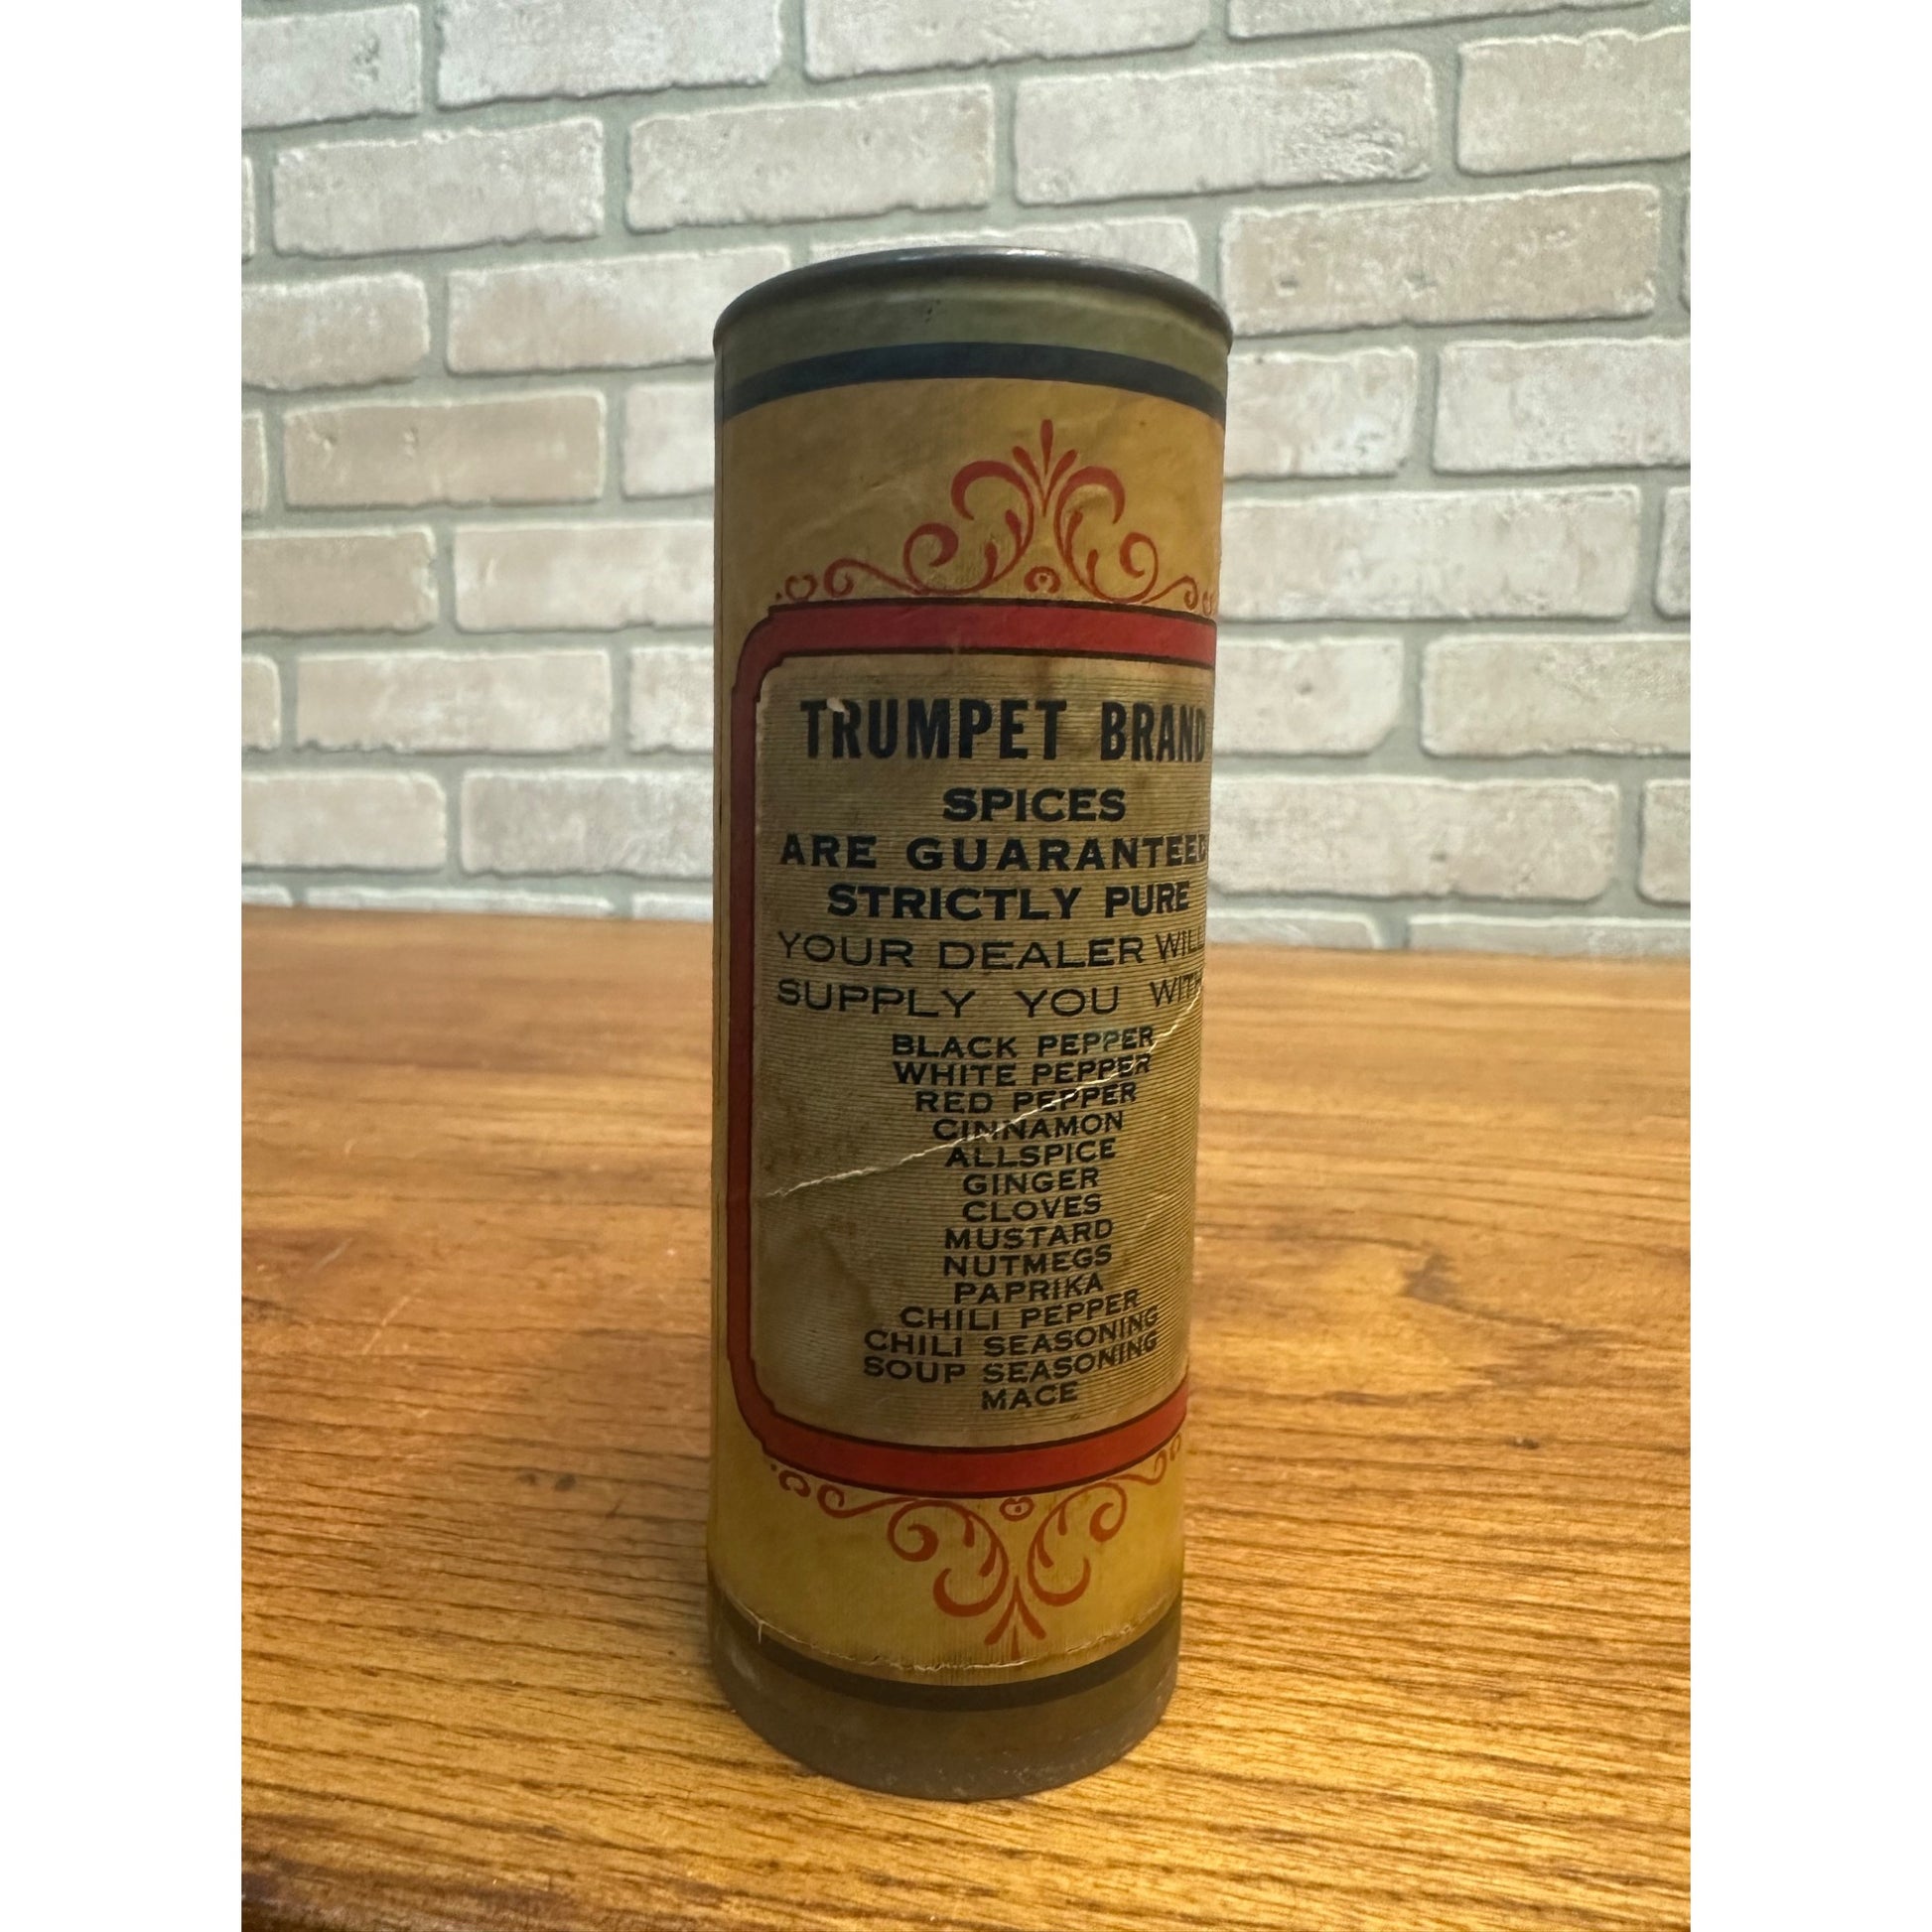 TRUMPET BRAND
SPICES
ARE GUARANTEED
STRICTLY PURE
YOUR DEALER WILL
SUPPLY YOU WITH
BLACK PEPPER
WHITE PEPPER
RED PEPPER
CINNAMON
ALLSPICE
GINGER
CLOVES
MUSTARD
NUTMEGS
PAPRIKA
CHILI PEPPER
CHILI SEASONING
SOUP SEASONING
MACE